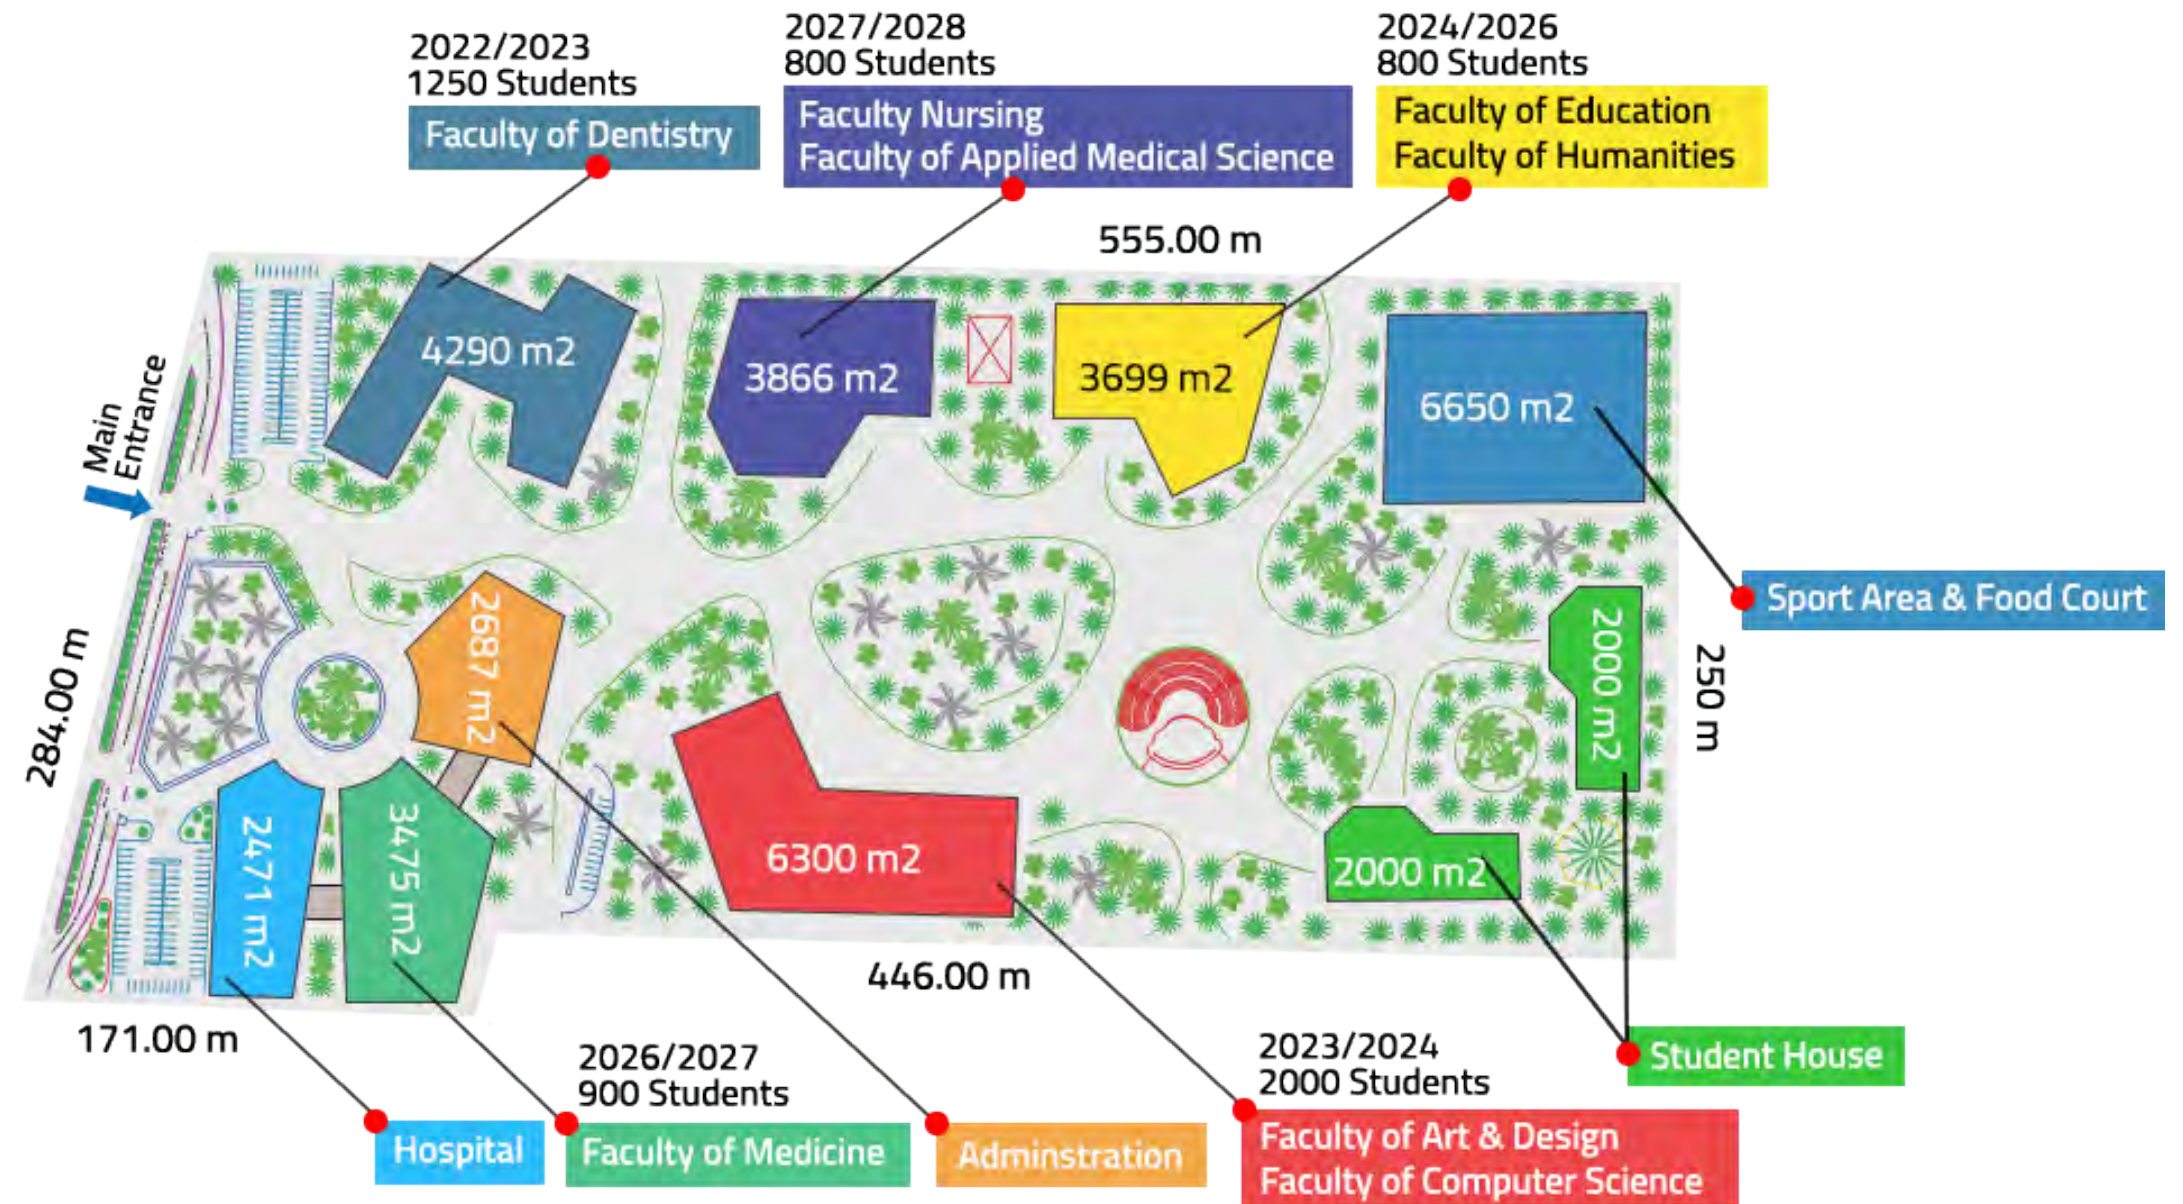 2022/2023
1250 Students
Faculty of Dentistry
2027/2028
800 Students
Faculty Nursing
Faculty of Applied Medical Science
2024/2026
800 Students
Faculty of Education
Faculty of Humanities
555.00 m
4290 m2
3866 m2
3699 m2
6650 m2
Main
Entrance
Sport Area & Food Court
2687 m2
2000 m2
250 m
284.00 m
2471 m2
3475 m2
6300 m2
2000 m2
446.00 m
171.00 m
2026/2027
900 Students
2023/2024
2000 Students
Student House
Hospital
Faculty of Medicine
Adminstration
Faculty of Art & Design
Faculty of Computer Science